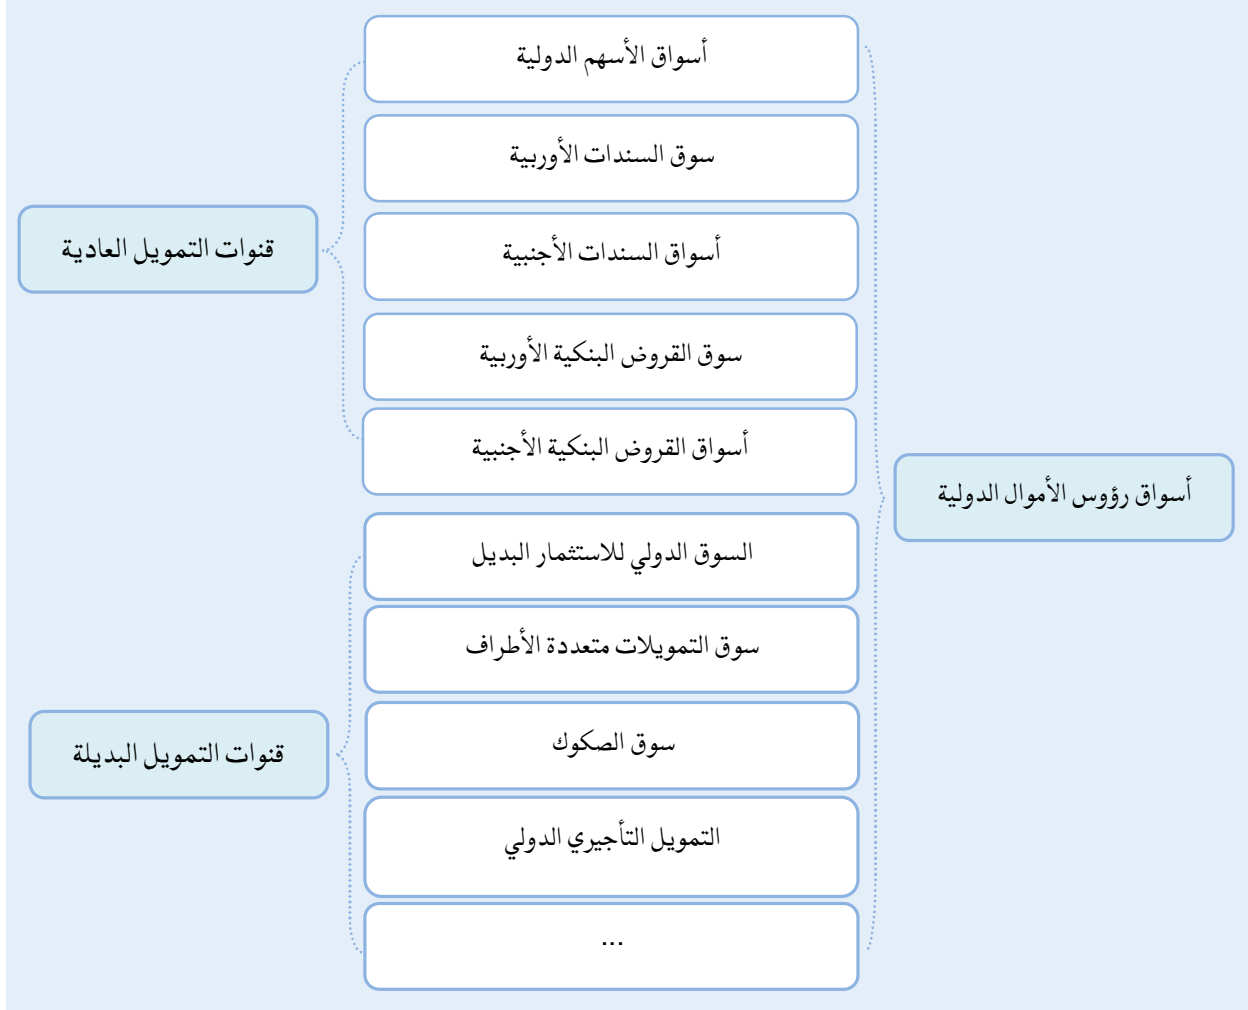 أسواق رؤوس الأموال الدولية
أسواق الأسهم الدولية
سوق السندات الأوربية
أسواق السندات الأجنبية
سوق القروض البنكية الأوربية
أسواق القروض البنكية الأجنبية
قنوات التمويل العادية
السوق الدولي للاستثمار البديل
سوق التمويلات متعددة الأطراف
سوق الصكوك
التمويل التأجيري الدولي
...
قنوات التمويل البديلة